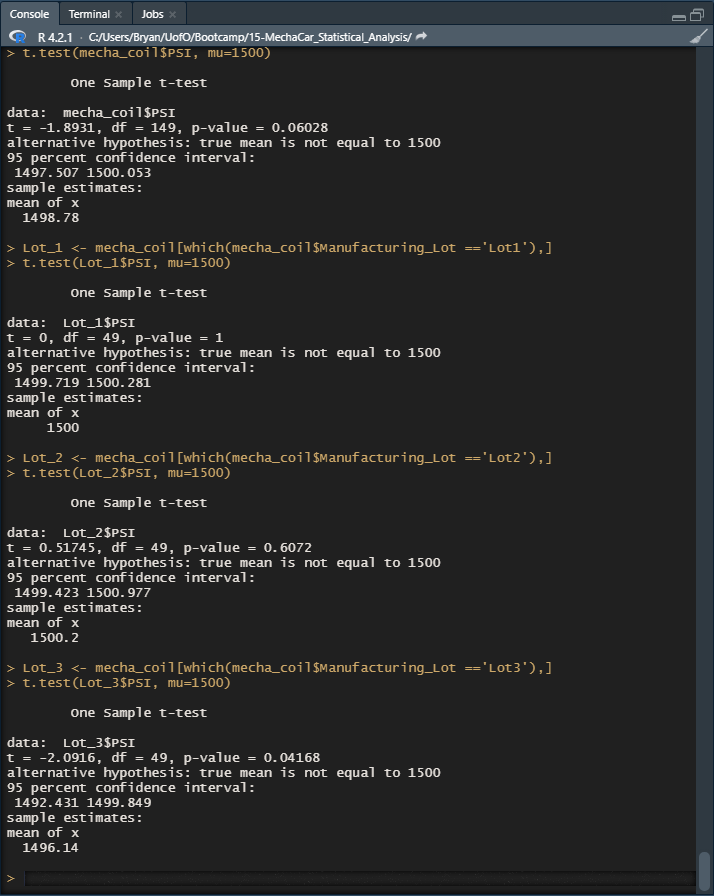 Console Terminal × Jobs ×
R 4.2.1 · C:/Users/Bryan/UofO/Bootcamp/15-MechaCar_Statistical_Analysis/
> t.test(mecha_coil$PSI, mu=1500)
One Sample t-test
data:  mecha_coil$PSI
t = -1.8931, df = 149, p-value = 0.06028
alternative hypothesis: true mean is not equal to 1500
95 percent confidence interval:
1497.507 1500.053
sample estimates:
mean of x
1498.78
> Lot_1 <- mecha_coil[which(mecha_coil$Manufacturing_Lot =='Lot1'),]
> t.test(Lot_1$PSI, mu=1500)
One Sample t-test
data:  Lot_1$PSI
t = 0, df = 49, p-value = 1
alternative hypothesis: true mean is not equal to 1500
95 percent confidence interval:
1499.719 1500.281
sample estimates:
mean of x
1500
> Lot_2 <- mecha_coil[which(mecha_coil$Manufacturing_Lot =='Lot2'),]
> t.test(Lot_2$PSI, mu=1500)
One Sample t-test
data:  Lot_2$PSI
t = 0.51745, df = 49, p-value = 0.6072
alternative hypothesis: true mean is not equal to 1500
95 percent confidence interval:
1499.423 1500.977
sample estimates:
mean of x
1500.2
> Lot_3 <- mecha_coil[which(mecha_coil$Manufacturing_Lot =='Lot3'),]
> t.test(Lot_3$PSI, mu=1500)
One Sample t-test
data:  Lot_3$PSI
t = -2.0916, df = 49, p-value = 0.04168
alternative hypothesis: true mean is not equal to 1500
95 percent confidence interval:
1492.431 1499.849
sample estimates:
mean of x
1496.14
>